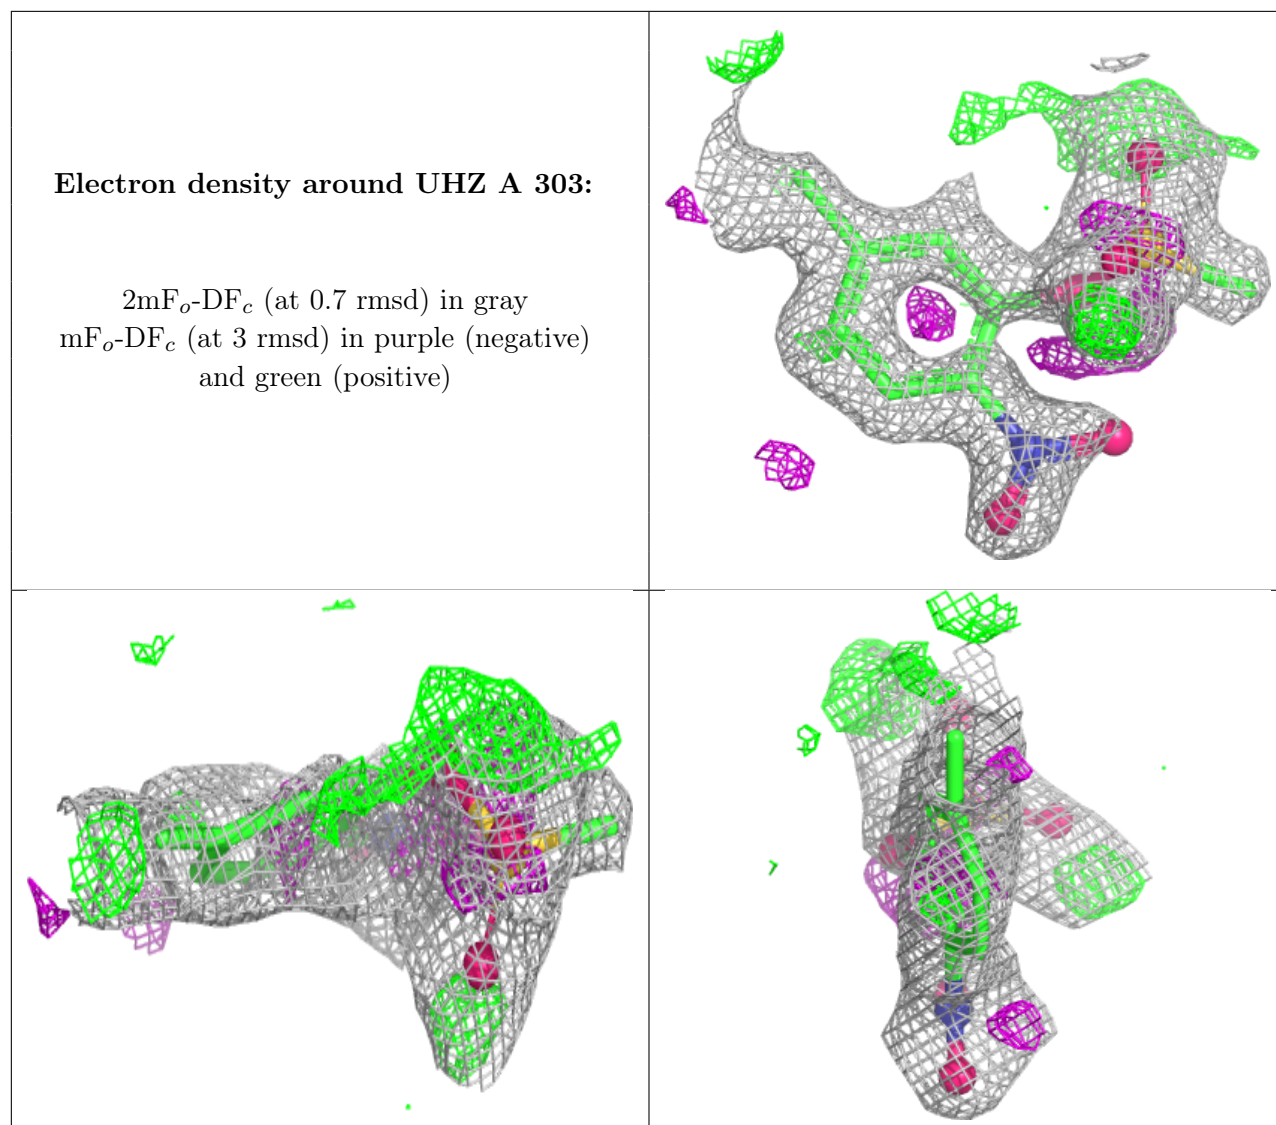 Electron density around UHZ A 303:
2mFₒ-DF𝒸 (at 0.7 rmsd) in gray
mFₒ-DF𝒸 (at 3 rmsd) in purple (negative)
and green (positive)